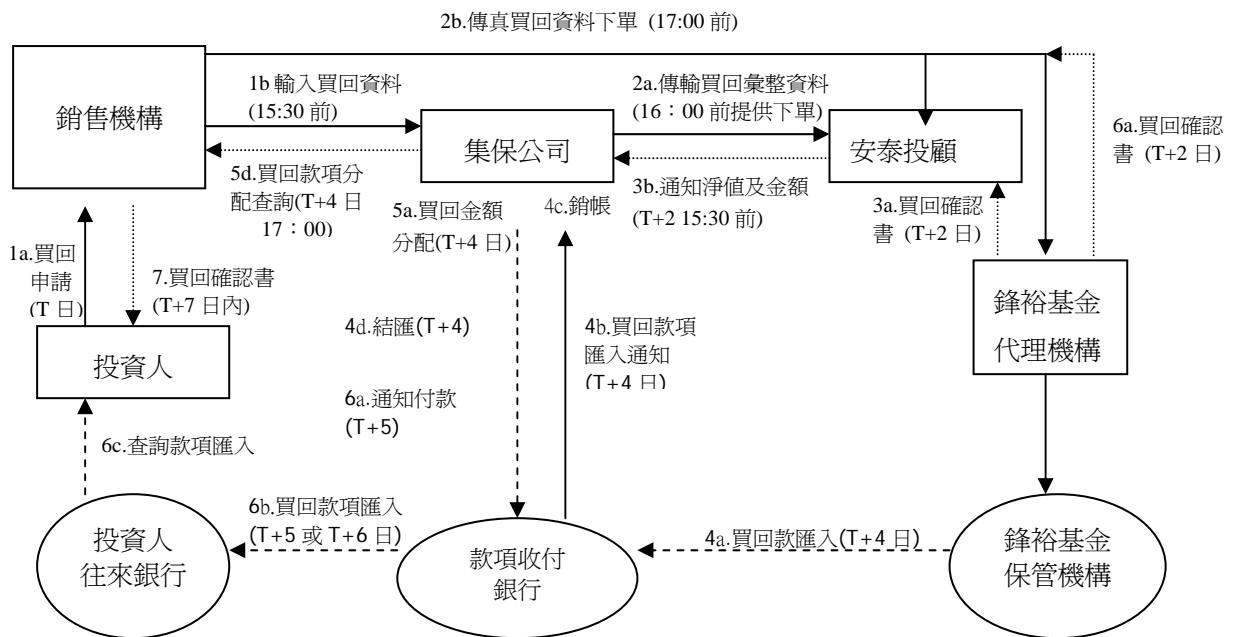 2b.傳真買回資料下單 (17:00 前)
銷售機構
1b 輸入買回資料
(15:30 前)
集保公司
2a.傳輸買回彙整資料
(16：00 前提供下單)
安泰投顧
6a.買回確認
書 (T+2 日)
5d.買回款項分
配查詢(T+4 日
17：00)
5a.買回金額
分配(T+4 日)
4c.銷帳
3b.通知淨值及金額
(T+2 15:30 前)
3a.買回確認
書 (T+2 日)
1a.買回
申請
(T 日)
7.買回確認書
(T+7 日內)
鋒裕基金
代理機構
投資人
4d.結匯(T+4)
4b.買回款項
匯入通知
(T+4 日)
6a.通知付款
(T+5)
6c.查詢款項匯入
投資人
往來銀行
6b.買回款項匯入
(T+5 或 T+6 日)
款項收付
銀行
4a.買回款匯入(T+4 日)
鋒裕基金
保管機構